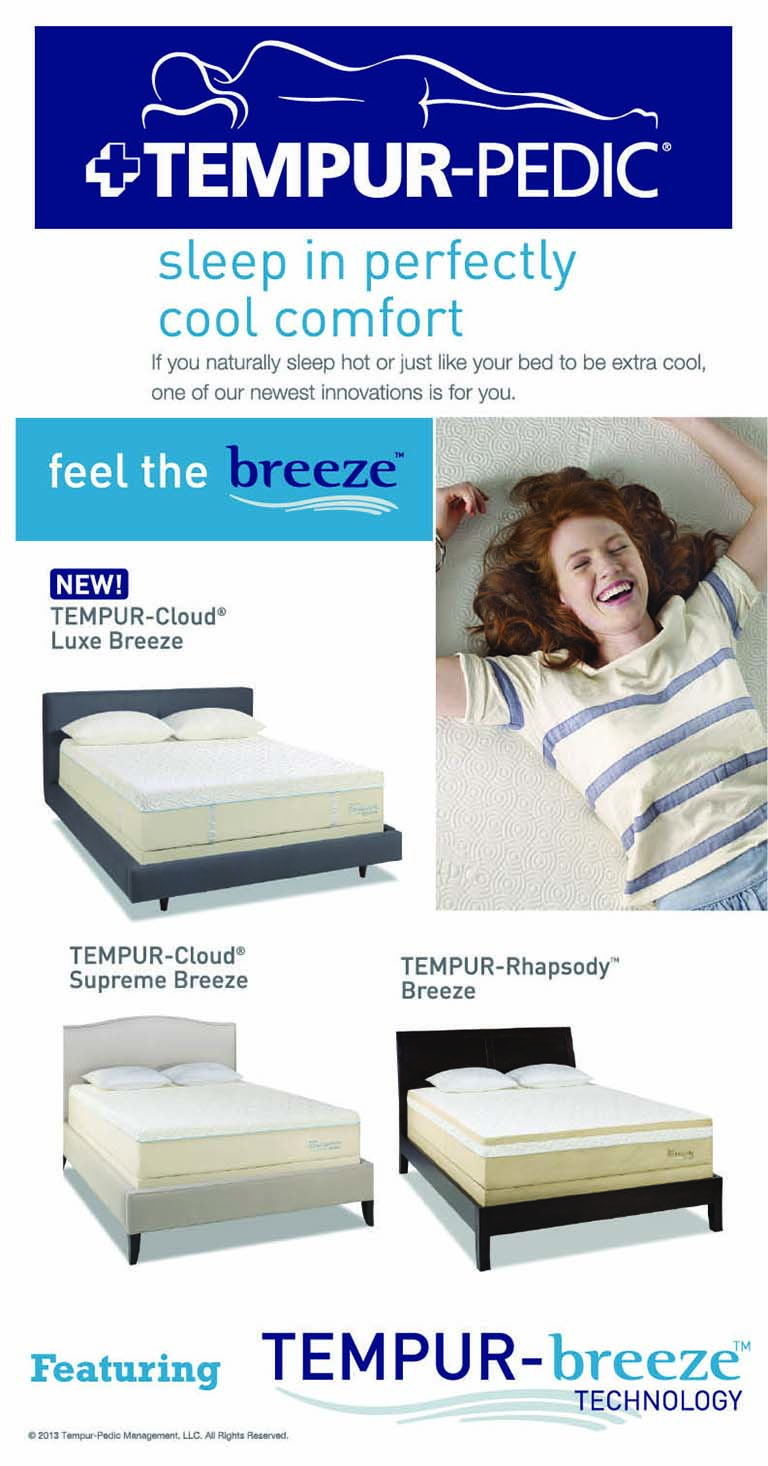 TEMPUR-PEDIC®
sleep in perfectly
cool comfort
If you naturally sleep hot or just like your bed to be extra cool,
one of our newest innovations is for you.
feel the breeze™
NEW!
TEMPUR-Cloud®
Luxe Breeze
TEMPUR-Cloud®
Supreme Breeze
TEMPUR-Rhapsody™
Breeze
Featuring TEMPUR-breeze™
TECHNOLOGY
© 2013 Tempur-Pedic Management, LLC. All Rights Reserved.